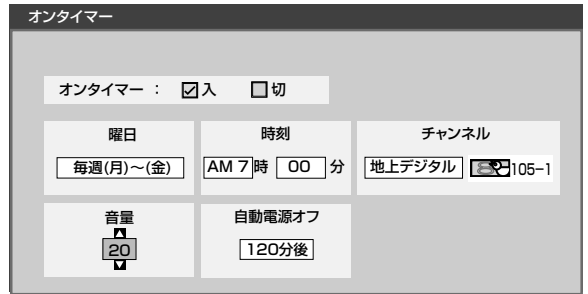 オンタイマー
オンタイマー ： 入 切
曜日
毎週(月)～(金)
時刻
AM 7 時 00 分
チャンネル
地上デジタル 105-1
音量
20
自動電源オフ
120分後